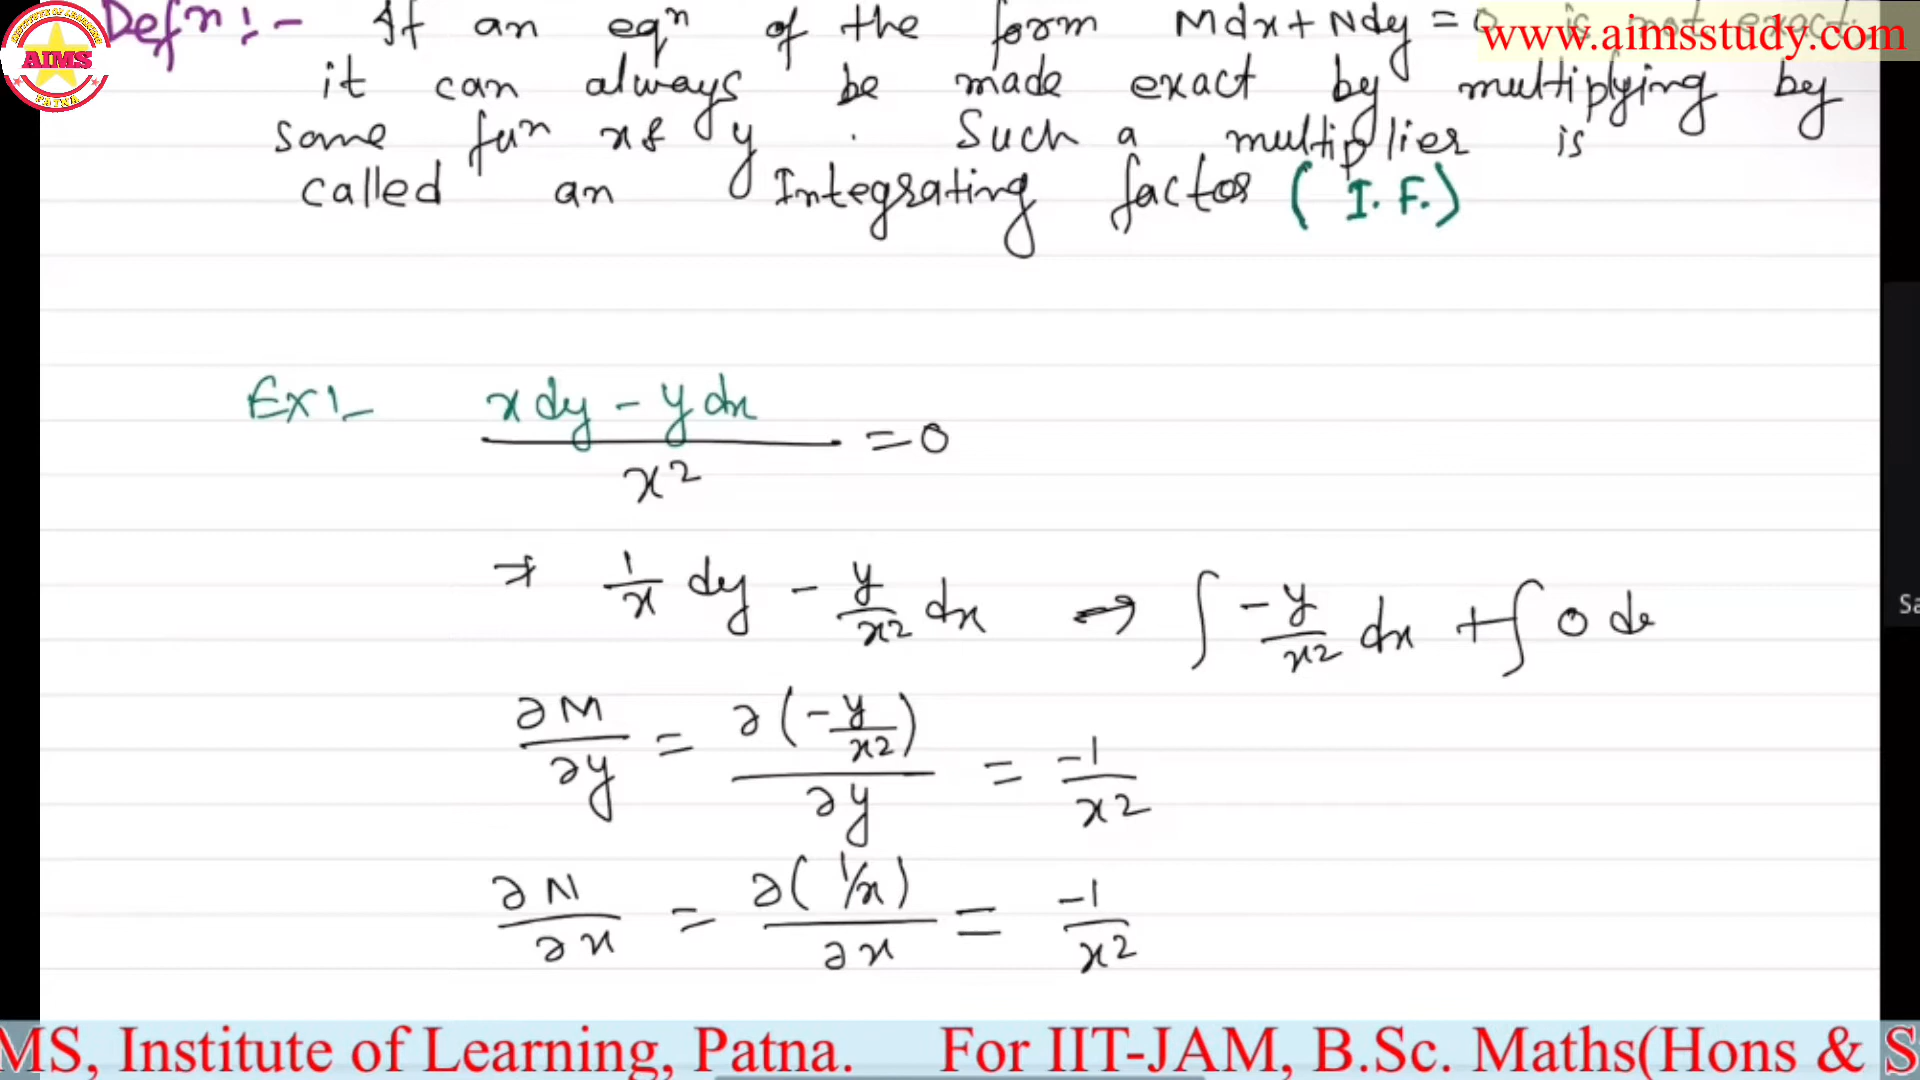 Defn :- If an eqn of the form Mdx + Ndy = 0 is not exact.
www.aimsstudy.com
AIMS
PATNA
it can always be made exact by multiplying by
some fun x & y . Such a multiplier is
called an Integrating factor ( I. F.)
Ex :- x dy - y dx / x² = 0
⇒ 1/x dy - y/x² dx ⇒ ∫ -y/x² dx + ∫ 0 d
Sa
∂M/∂y = ∂(-y/x²)/∂y = -1/x²
∂N/∂x = ∂(1/x)/∂x = -1/x²
MS, Institute of Learning, Patna. For IIT-JAM, B.Sc. Maths(Hons & S